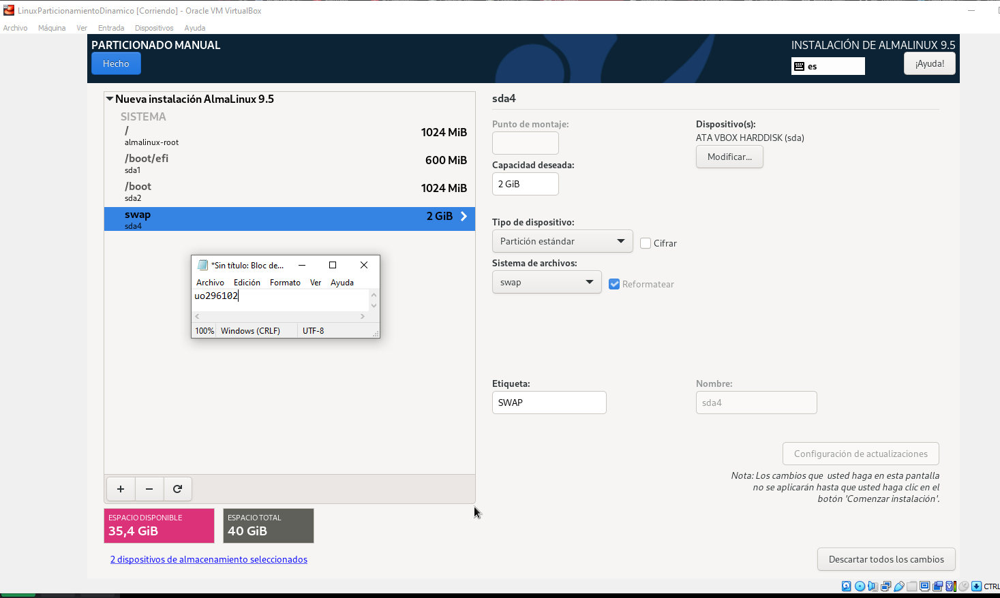 LinuxParticionamientoDinamico [Corriendo] - Oracle VM VirtualBox
Archivo Máquina Ver Entrada Dispositivos Ayuda
PARTICIONADO MANUAL
INSTALACIÓN DE ALMALINUX 9.5
Hecho
es
¡Ayuda!
Nueva instalación AlmaLinux 9.5
SISTEMA
/
1024 MiB
almalinux-root
/boot/efi
600 MiB
sda1
/boot
1024 MiB
sda2
swap
2 GiB
sda4
*Sin título: Bloc de...
Archivo Edición Formato Ver Ayuda
uo296102
100% Windows (CRLF) UTF-8
+ −
ESPACIO DISPONIBLE
35,4 GiB
ESPACIO TOTAL
40 GiB
2 dispositivos de almacenamiento seleccionados
sda4
Punto de montaje:
Dispositivo(s):
ATA VBOX HARDDISK (sda)
Modificar...
Capacidad deseada:
2 GiB
Tipo de dispositivo:
Partición estándar
Cifrar
Sistema de archivos:
swap
Reformatear
Etiqueta:
SWAP
Nombre:
sda4
Configuración de actualizaciones
Nota: Los cambios que usted haga en esta pantalla
no se aplicarán hasta que usted haga clic en el
botón 'Comenzar instalación'.
Descartar todos los cambios
CTRL